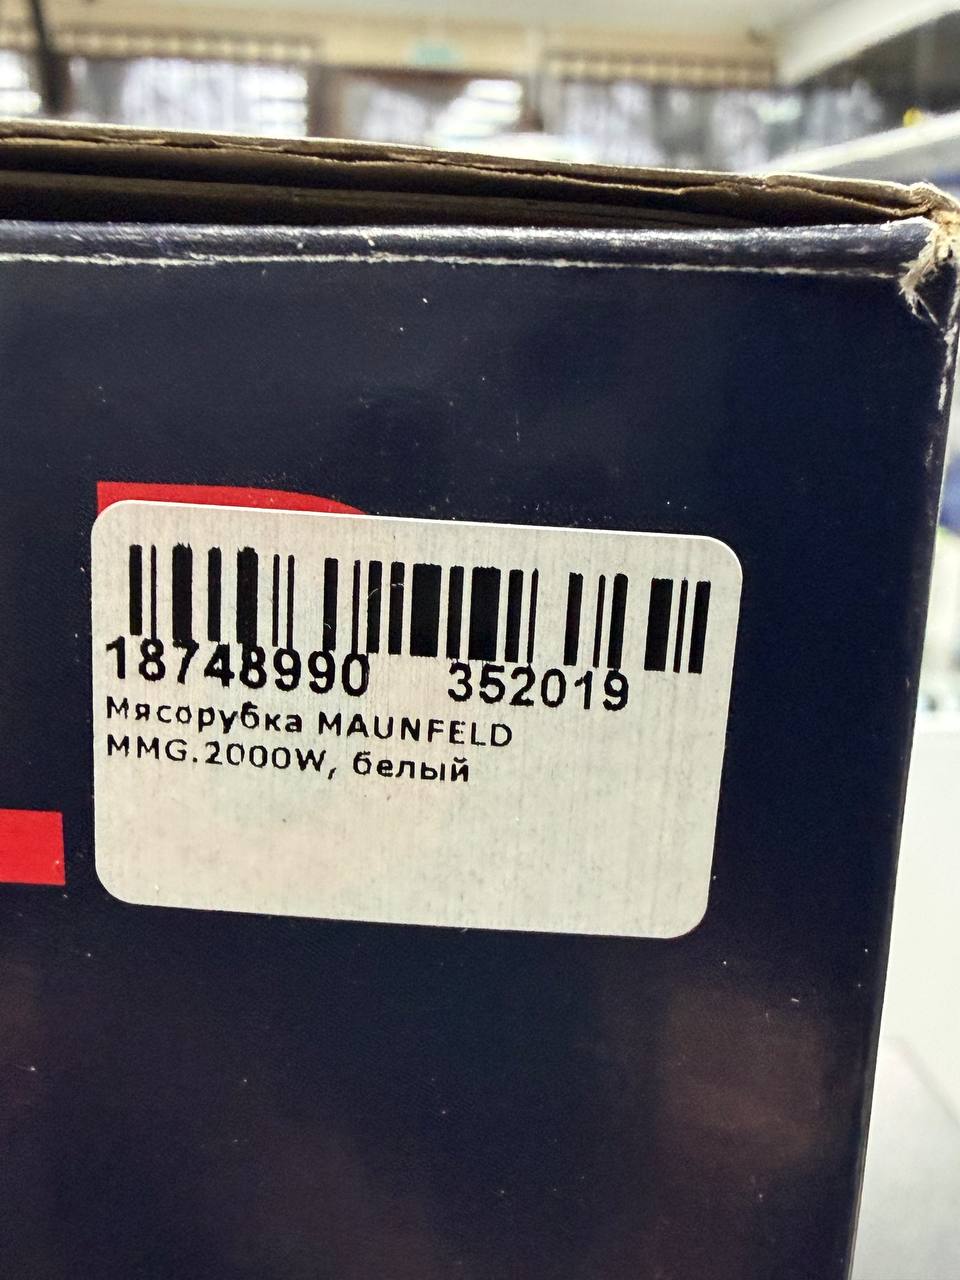 18748990 352019
Мясорубка MAUNFELD
MMG.2000W, белый